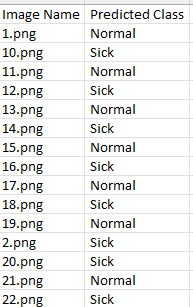 Image Name Predicted Class
1.png Normal
10.png Sick
11.png Normal
12.png Sick
13.png Normal
14.png Sick
15.png Normal
16.png Sick
17.png Normal
18.png Sick
19.png Normal
2.png Sick
20.png Sick
21.png Normal
22.png Sick